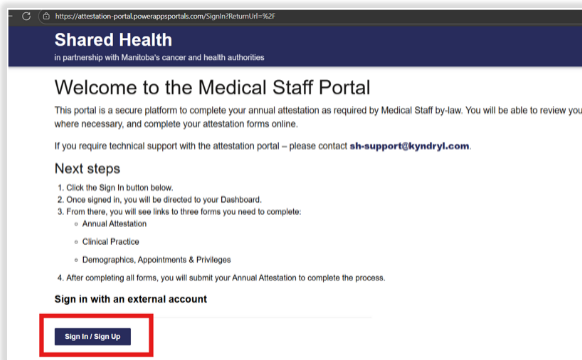 https://attestation-portal.powerappsportals.com/SignIn?ReturnUrl=%2F
Shared Health
in partnership with Manitoba's cancer and health authorities
Welcome to the Medical Staff Portal
This portal is a secure platform to complete your annual attestation as required by Medical Staff by-law. You will be able to review you
where necessary, and complete your attestation forms online.
If you require technical support with the attestation portal – please contact sh-support@kyndryl.com.
Next steps
1. Click the Sign In button below.
2. Once signed in, you will be directed to your Dashboard.
3. From there, you will see links to three forms you need to complete:
Annual Attestation
Clinical Practice
Demographics, Appointments & Privileges
4. After completing all forms, you will submit your Annual Attestation to complete the process.
Sign in with an external account
Sign In / Sign Up